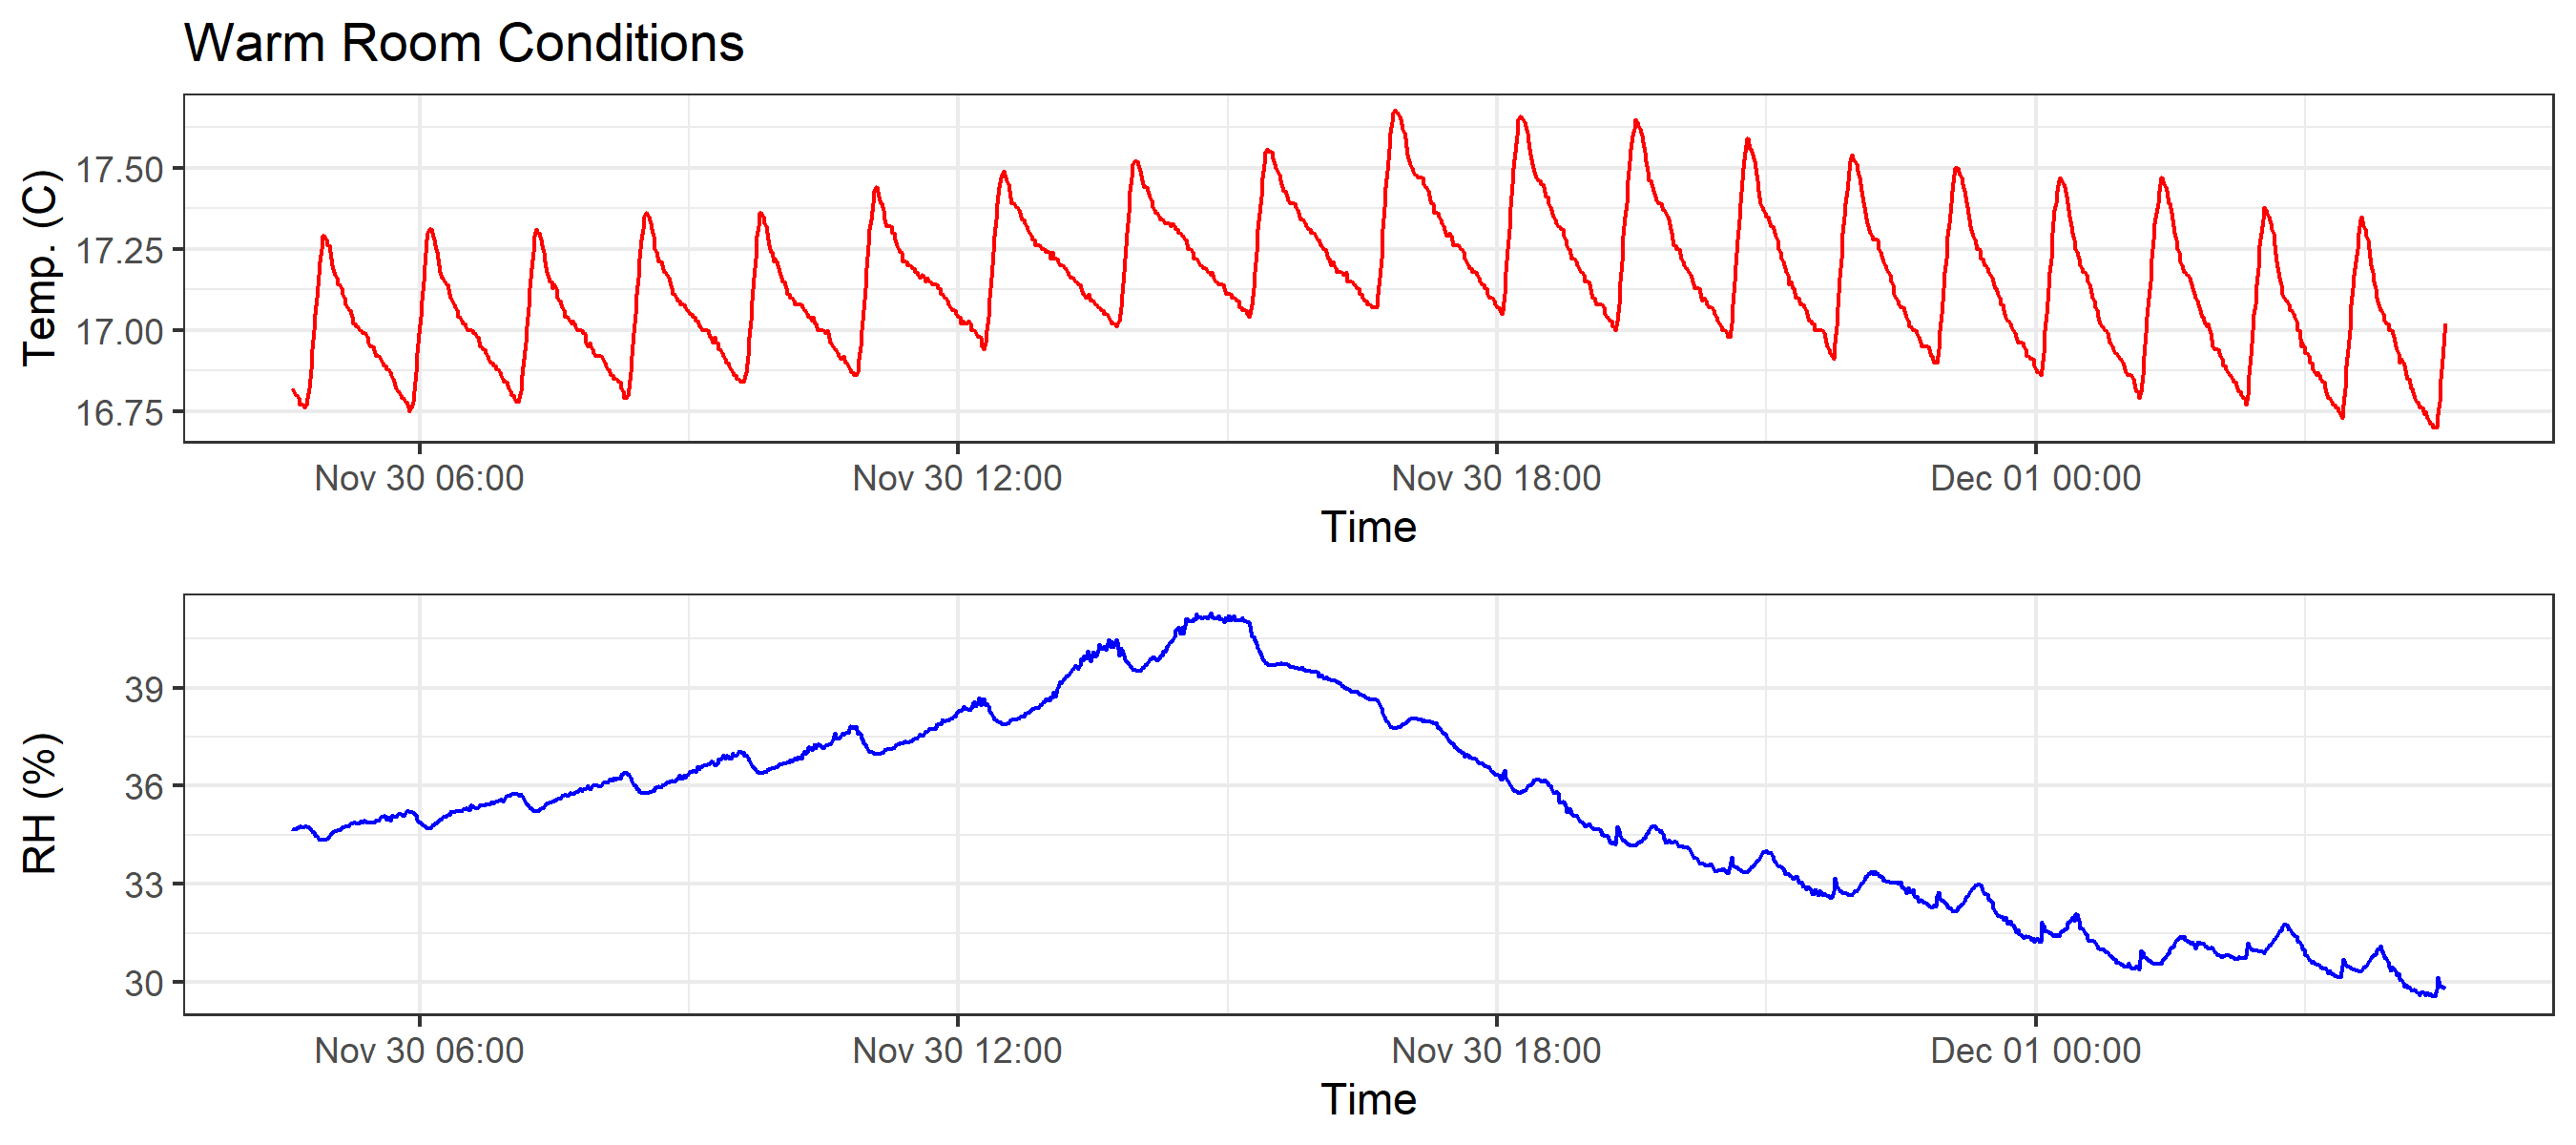 Warm Room Conditions
Temp. (C)
17.50
17.25
17.00
16.75
Nov 30 06:00 Nov 30 12:00 Nov 30 18:00 Dec 01 00:00
Time
RH (%)
39
36
33
30
Nov 30 06:00 Nov 30 12:00 Nov 30 18:00 Dec 01 00:00
Time